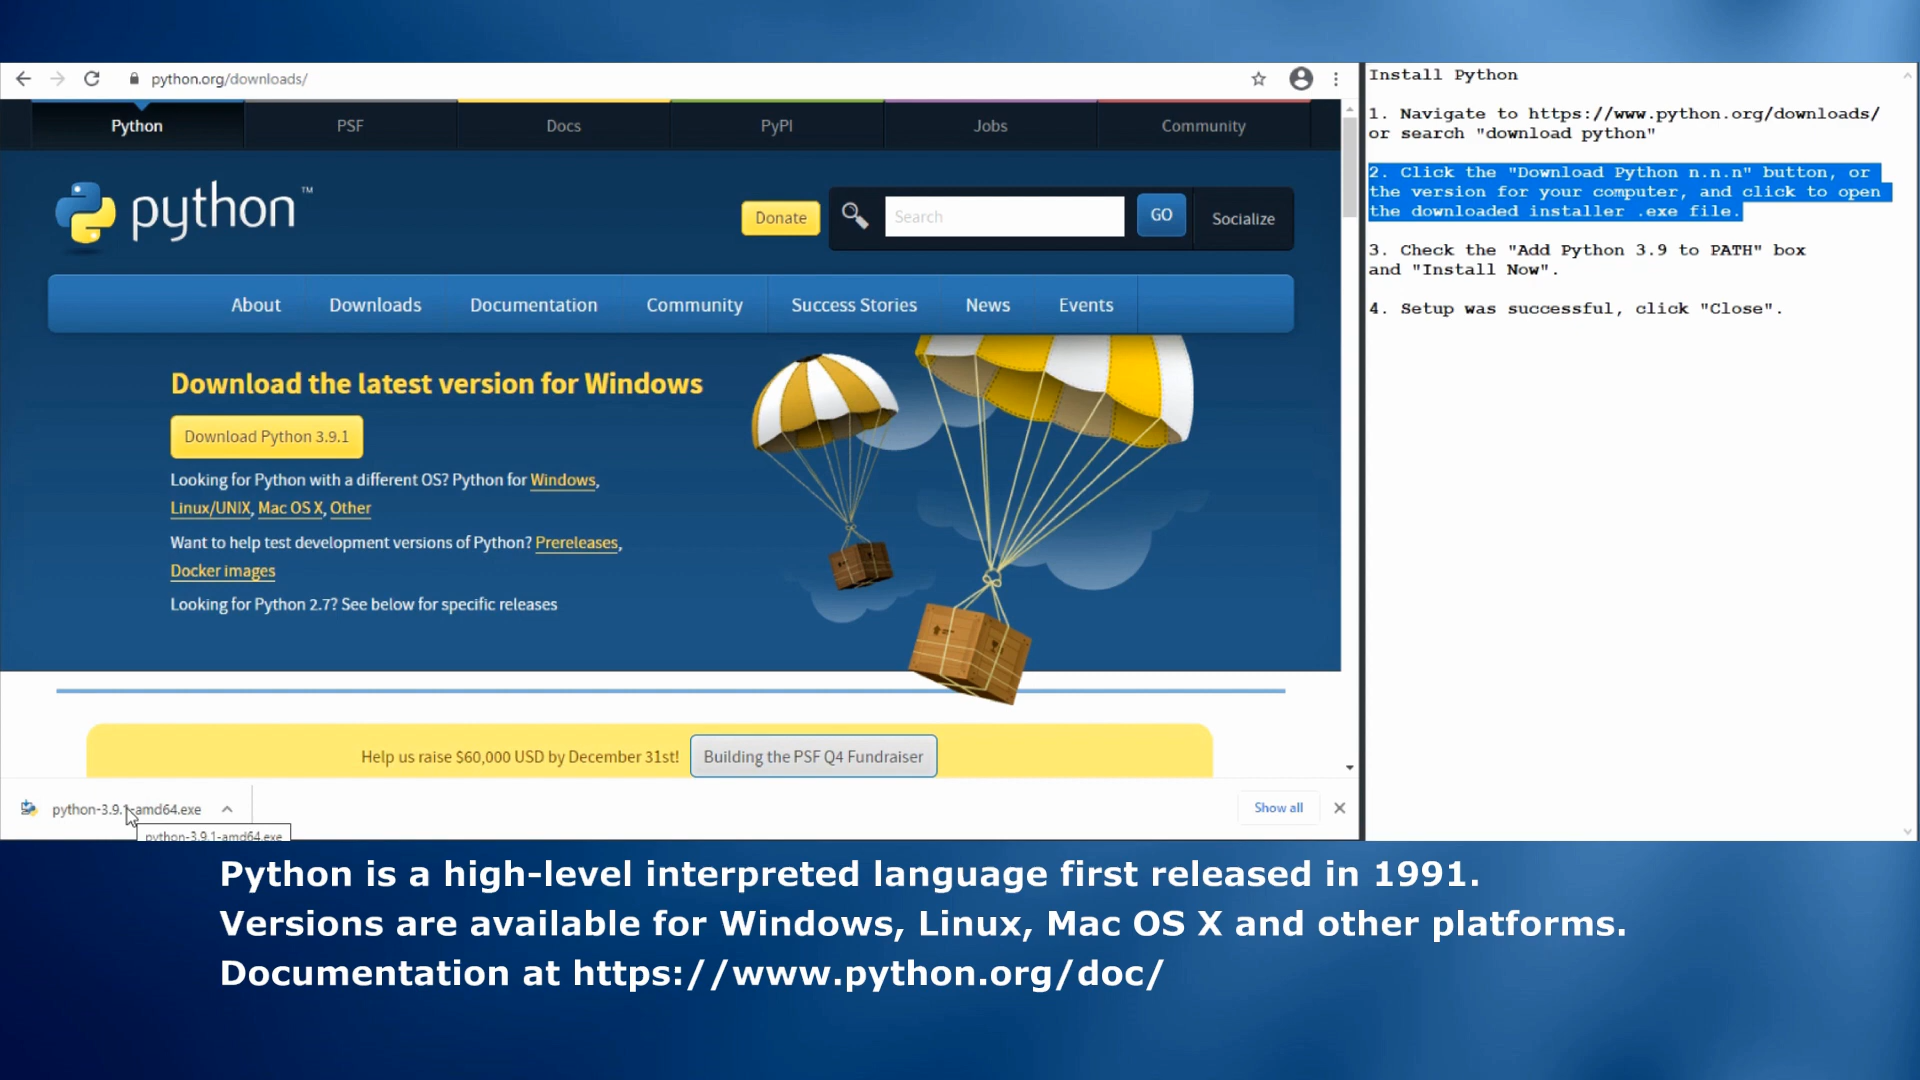 python.org/downloads/
Python PSF Docs PyPI Jobs Community
python™
Donate Search GO Socialize
About Downloads Documentation Community Success Stories News Events
Download the latest version for Windows
Download Python 3.9.1
Looking for Python with a different OS? Python for Windows,
Linux/UNIX, Mac OS X, Other
Want to help test development versions of Python? Prereleases,
Docker images
Looking for Python 2.7? See below for specific releases
Help us raise $60,000 USD by December 31st! Building the PSF Q4 Fundraiser
python-3.9.1-amd64.exe Show all
python-3.9.1-amd64.exe
Install Python
1. Navigate to https://www.python.org/downloads/
or search "download python"
2. Click the "Download Python n.n.n" button, or
the version for your computer, and click to open
the downloaded installer .exe file.
3. Check the "Add Python 3.9 to PATH" box
and "Install Now".
4. Setup was successful, click "Close".
Python is a high-level interpreted language first released in 1991.
Versions are available for Windows, Linux, Mac OS X and other platforms.
Documentation at https://www.python.org/doc/